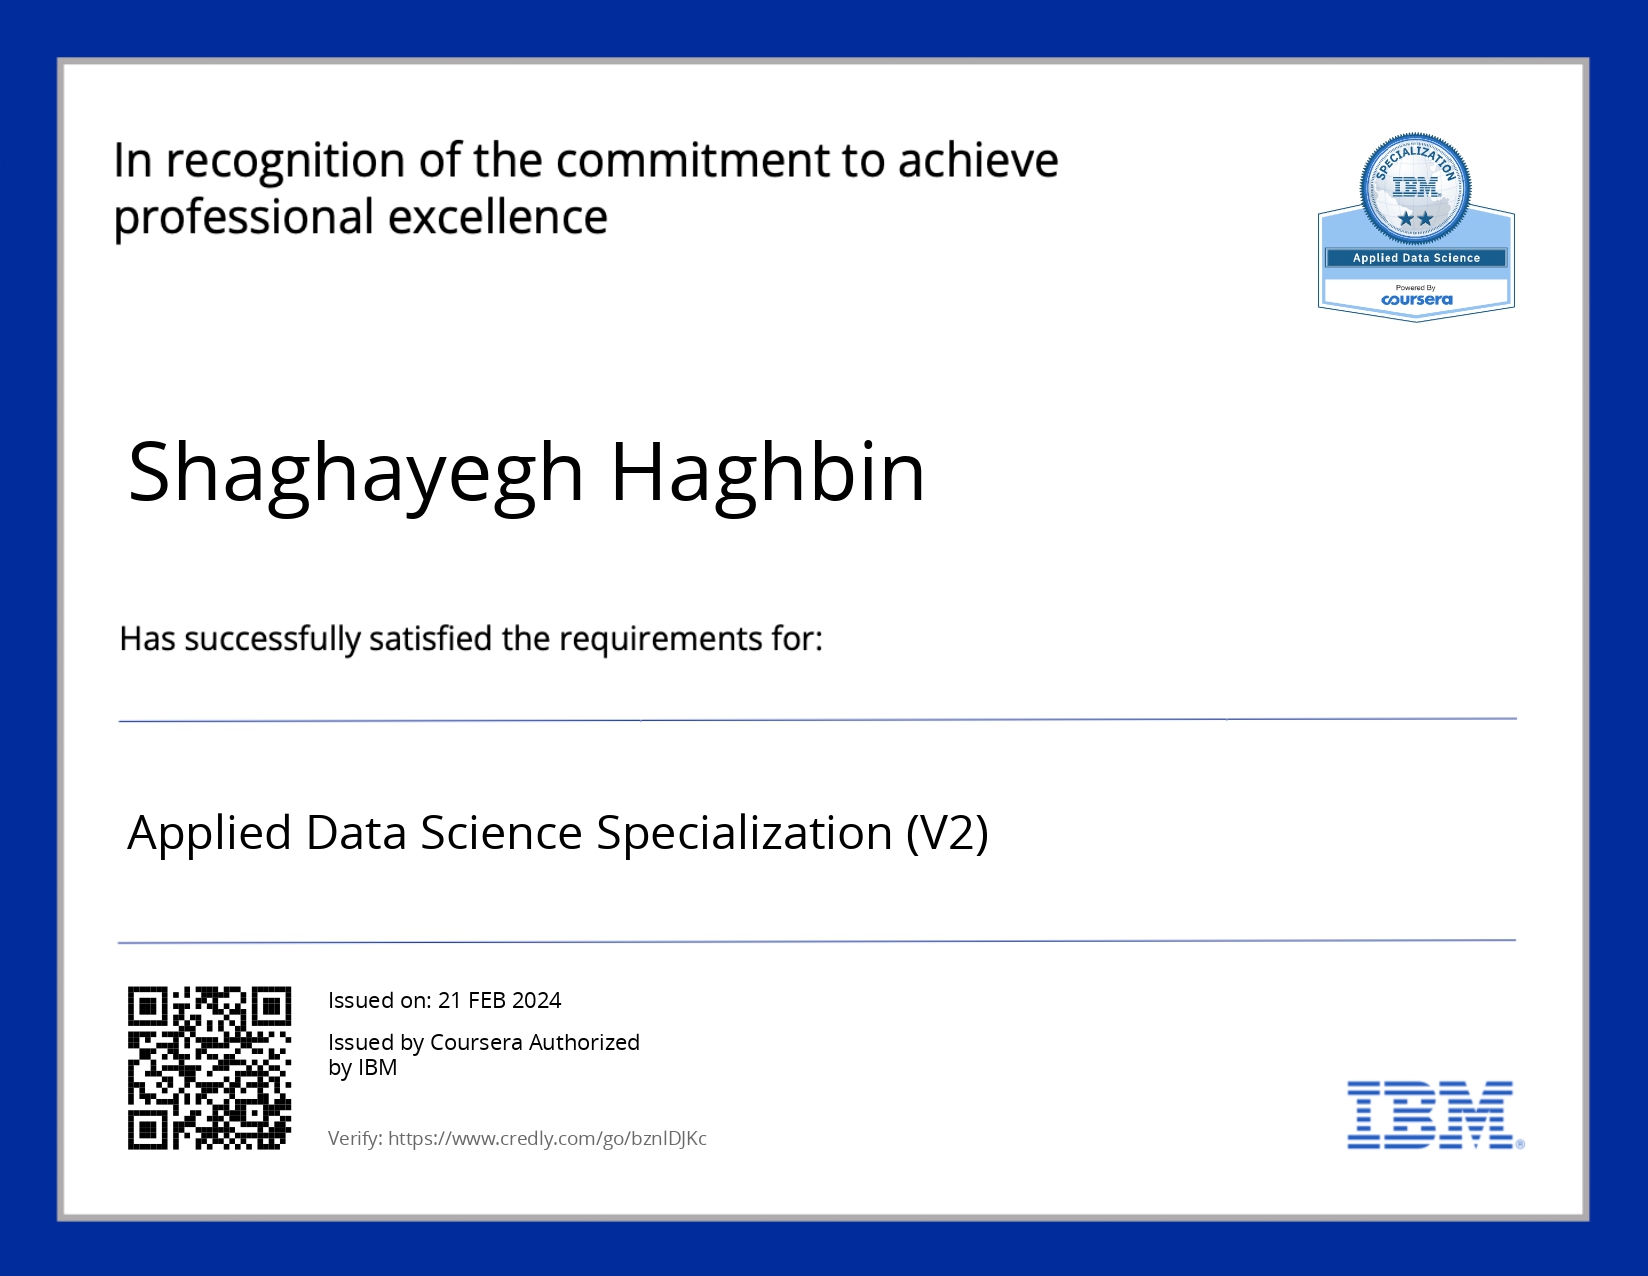 In recognition of the commitment to achieve
professional excellence
SPECIALIZATION
IBM
Applied Data Science
Powered By
coursera
Shaghayegh Haghbin
Has successfully satisfied the requirements for:
Applied Data Science Specialization (V2)
Issued on: 21 FEB 2024
Issued by Coursera Authorized
by IBM
Verify: https://www.credly.com/go/bznlDJKc
IBM®